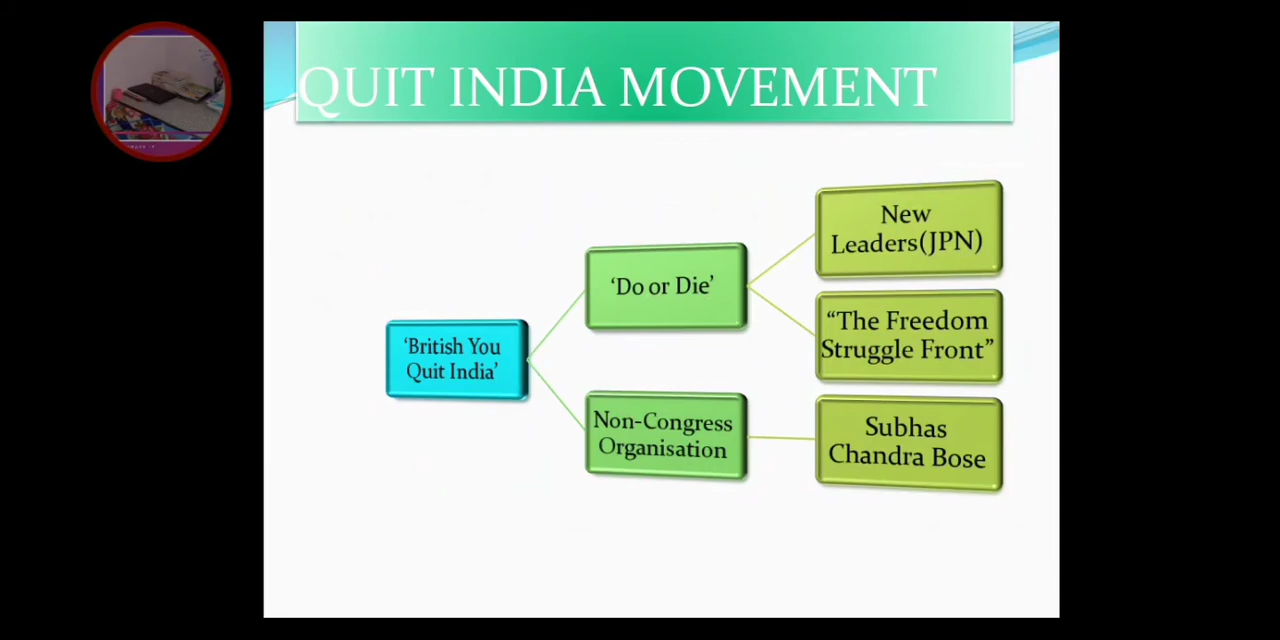 QUIT INDIA MOVEMENT
‘British You
Quit India’
‘Do or Die’
Non-Congress
Organisation
New
Leaders(JPN)
“The Freedom
Struggle Front”
Subhas
Chandra Bose